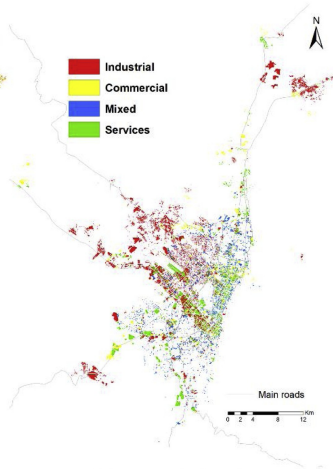 N
Industrial
Commercial
Mixed
Services
Main roads
0 2 4 8 12 Km